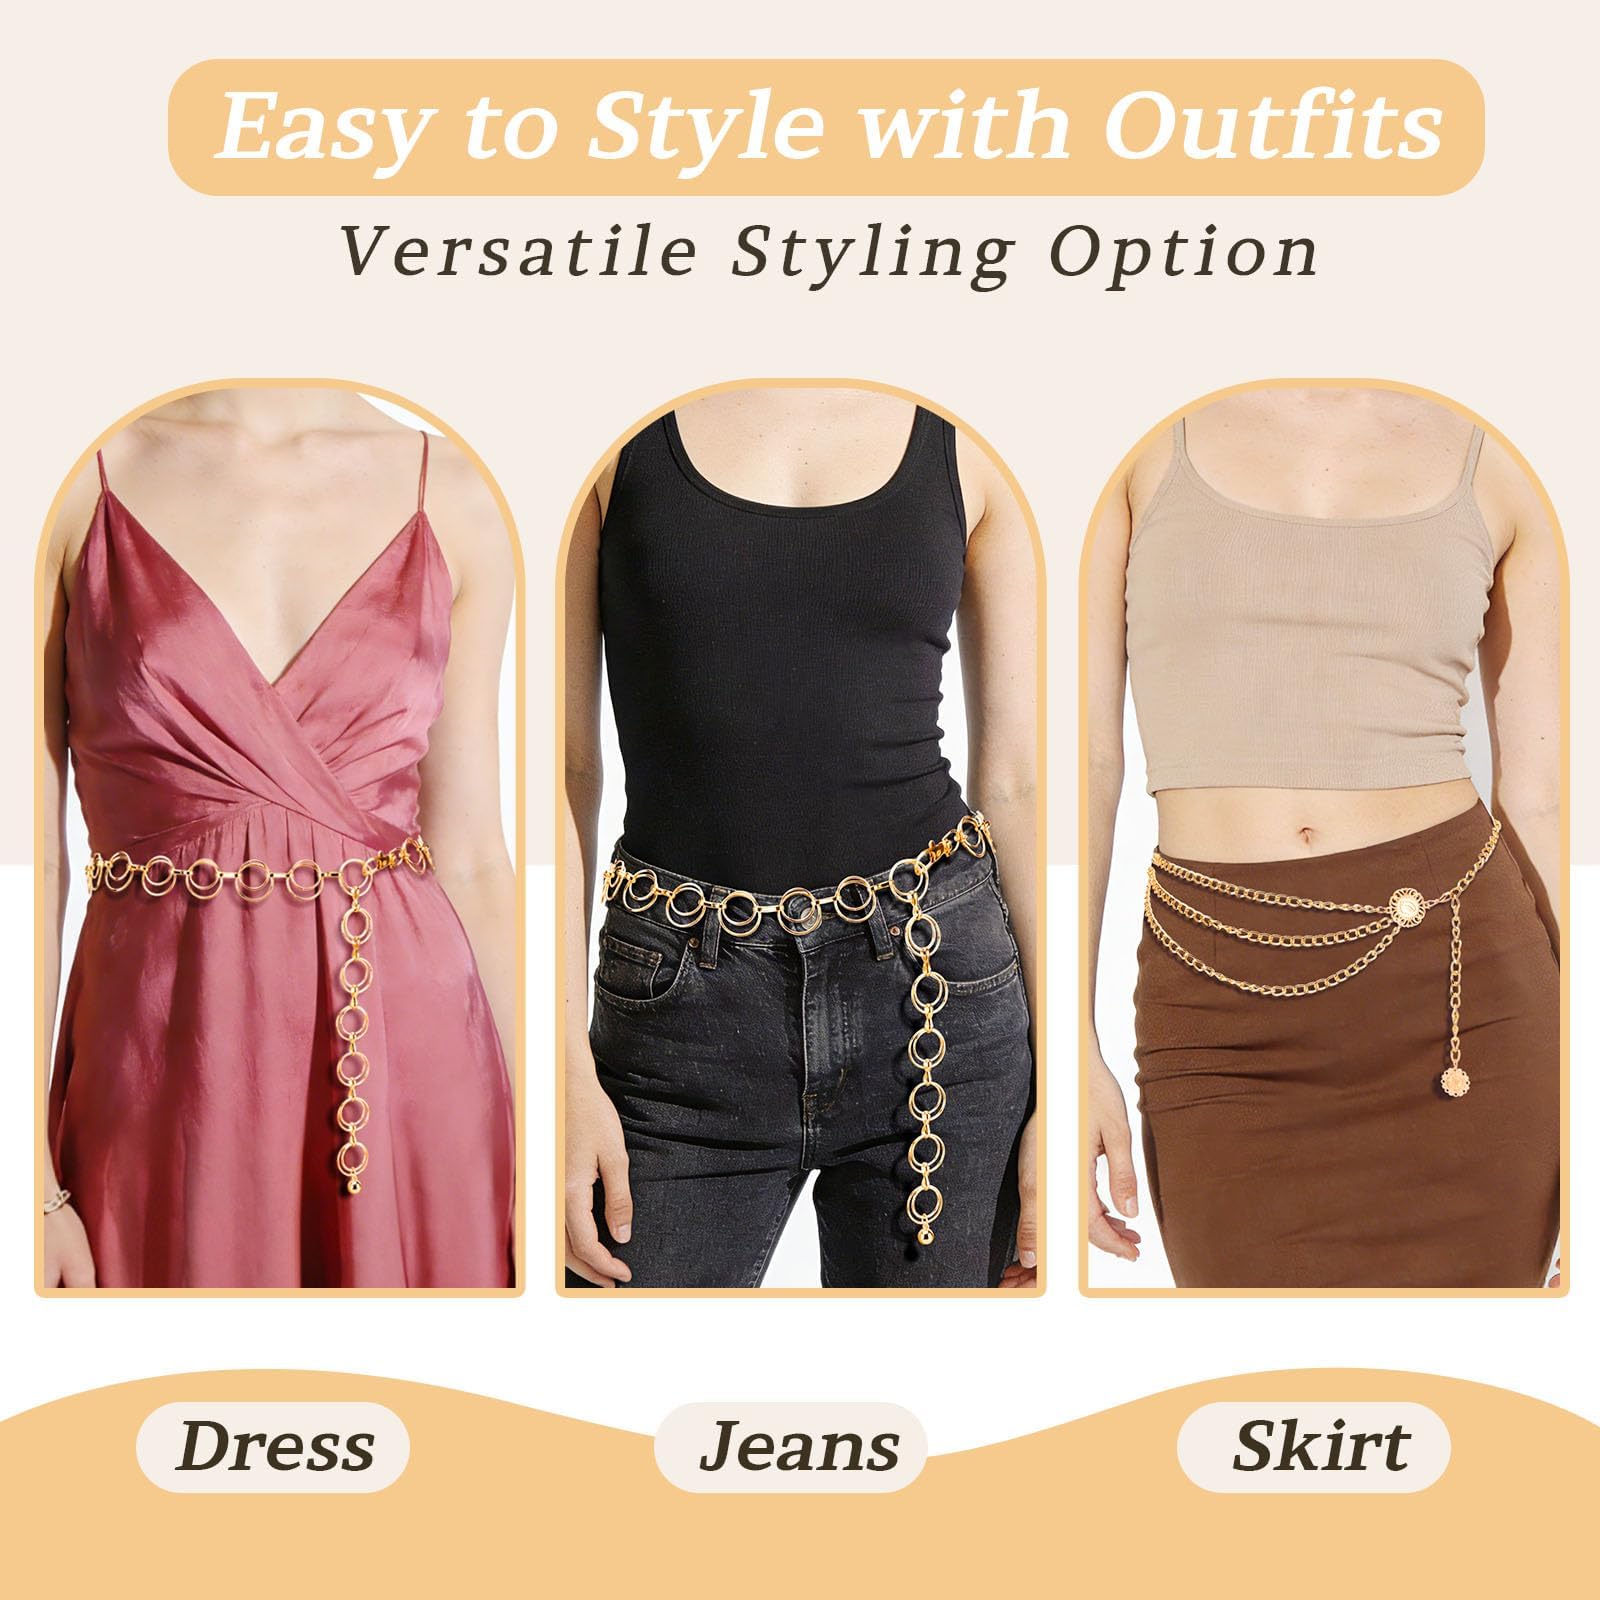 Easy to Style with Outfits
Versatile Styling Option
Dress
Jeans
Skirt